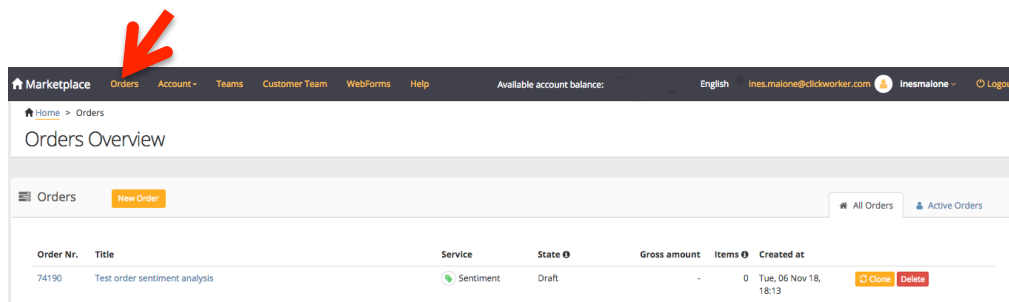 Marketplace Orders Account Teams Customer Team WebForms Help Available account balance: English ines.maione@clickworker.com inesmaione Logou
Home > Orders
Orders Overview
Orders New Order
All Orders Active Orders
Order Nr. Title Service State Gross amount Items Created at
74190 Test order sentiment analysis Sentiment Draft - 0 Tue, 06 Nov 18, Clone Delete
18:13